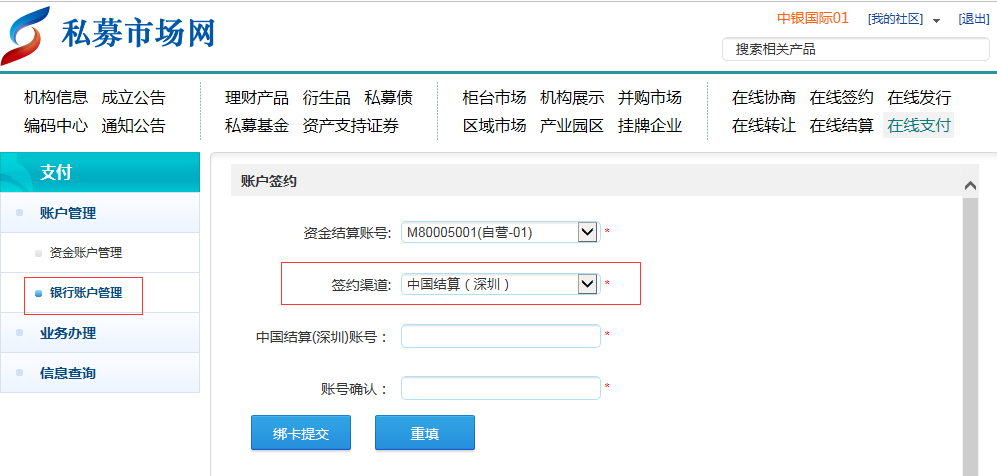 私募市场网
中银国际01 [我的社区] [退出]
搜索相关产品
机构信息 成立公告 理财产品 衍生品 私募债 柜台市场 机构展示 并购市场 在线协商 在线签约 在线发行
编码中心 通知公告 私募基金 资产支持证券 区域市场 产业园区 挂牌企业 在线转让 在线结算 在线支付
支付
账户管理
资金账户管理
银行账户管理
业务办理
信息查询
账户签约
资金结算账号: M80005001(自营-01) *
签约渠道: 中国结算（深圳） *
中国结算(深圳)账号： *
账号确认： *
绑卡提交 重填